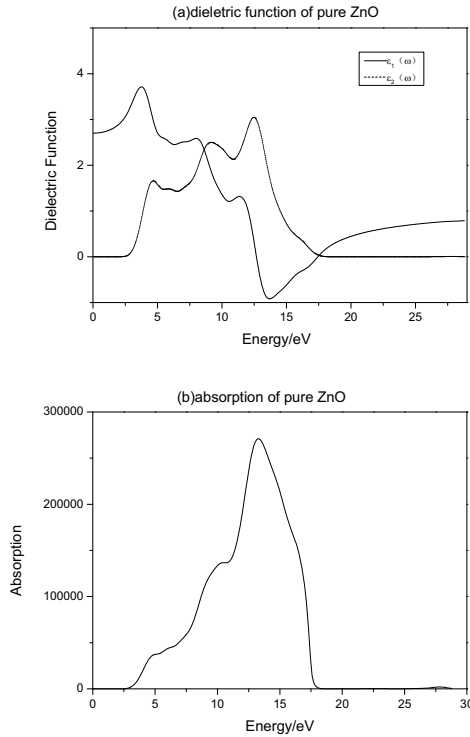 (a)dieletric function of pure ZnO
4
2
0
Dielectric Function
ε₁（ω）
ε₂（ω）
0 5 10 15 20 25
Energy/eV
(b)absorption of pure ZnO
300000
200000
100000
0
Absorption
0 5 10 15 20 25 30
Energy/eV